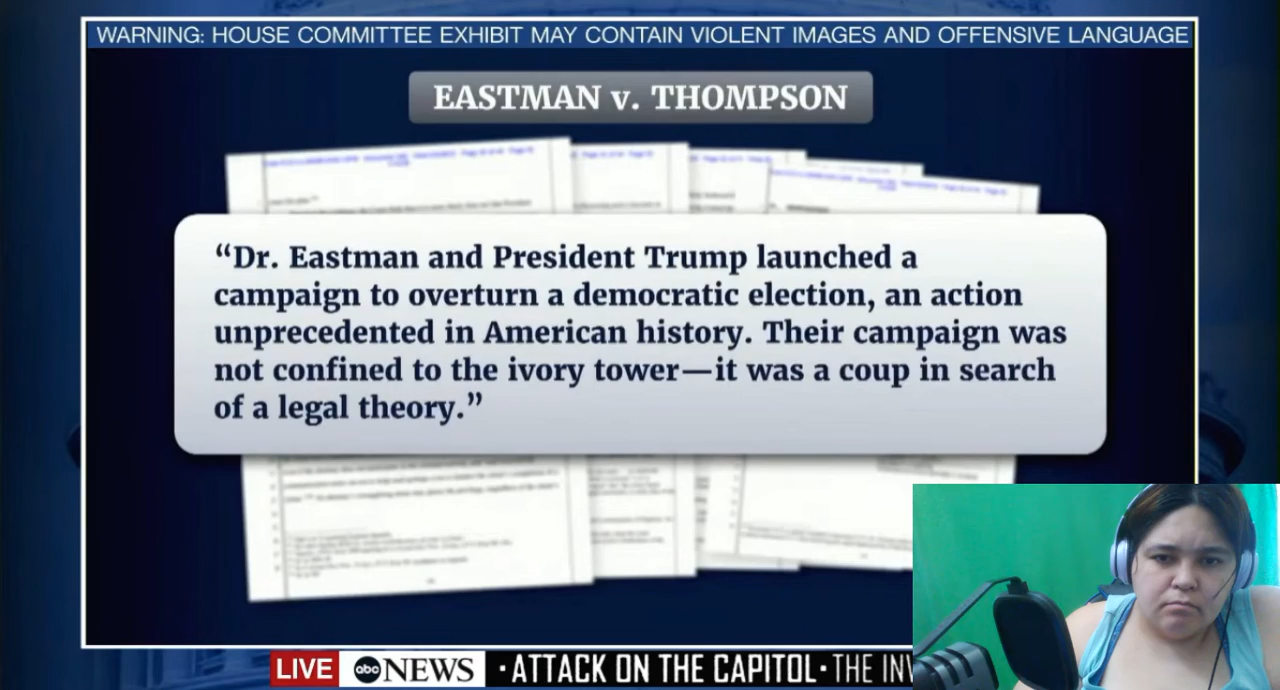 WARNING: HOUSE COMMITTEE EXHIBIT MAY CONTAIN VIOLENT IMAGES AND OFFENSIVE LANGUAGE
EASTMAN v. THOMPSON
“Dr. Eastman and President Trump launched a
campaign to overturn a democratic election, an action
unprecedented in American history. Their campaign was
not confined to the ivory tower—it was a coup in search
of a legal theory.”
LIVE abc NEWS · ATTACK ON THE CAPITOL · THE